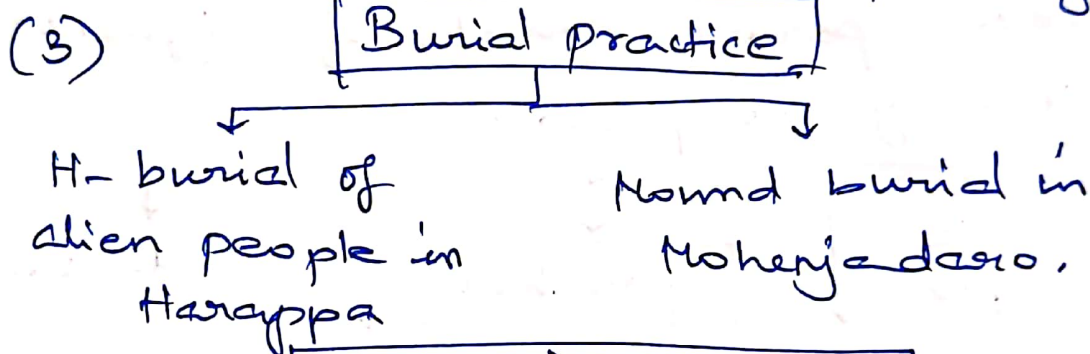 (3)
Burial practice
H- burial of
alien people in
Harappa
Mound burial in
Mohenjadaro.